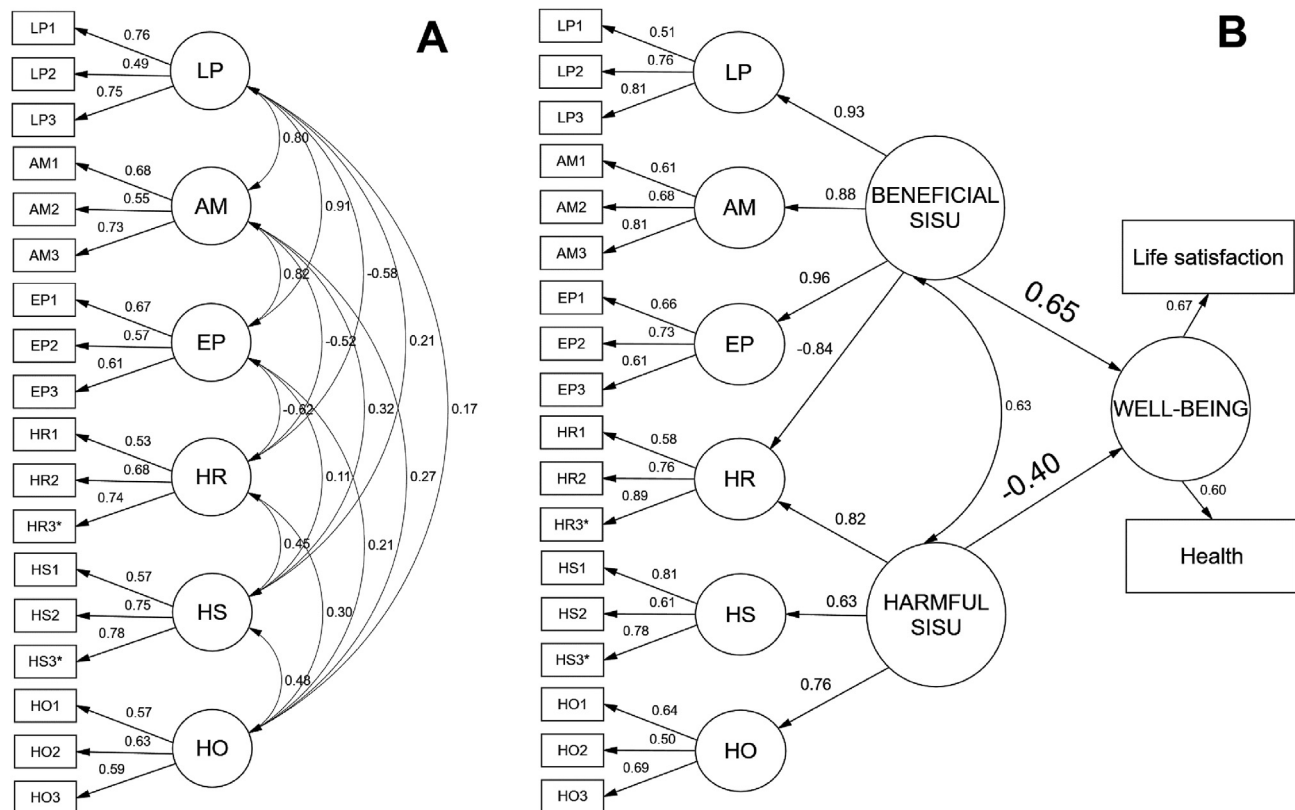 A
LP1
LP2
LP3
0.76
0.49
0.75
LP
AM1
AM2
AM3
0.68
0.55
0.73
AM
EP1
EP2
EP3
0.67
0.57
0.61
EP
HR1
HR2
HR3*
0.53
0.68
0.74
HR
HS1
HS2
HS3*
0.57
0.75
0.78
HS
HO1
HO2
HO3
0.57
0.63
0.59
HO
0.80
0.91
0.82
-0.58
-0.52
0.21
-0.62
0.32
0.17
0.11
0.27
0.45
0.21
0.30
0.48
B
LP1
LP2
LP3
0.51
0.76
0.81
LP
0.93
AM1
AM2
AM3
0.61
0.68
0.81
AM
0.88
BENEFICIAL
SISU
EP1
EP2
EP3
0.66
0.73
0.61
EP
0.96
-0.84
HR1
HR2
HR3*
0.58
0.76
0.89
HR
0.82
HS1
HS2
HS3*
0.81
0.61
0.78
HS
0.63
HARMFUL
SISU
HO1
HO2
HO3
0.64
0.50
0.69
HO
0.76
0.63
0.65
-0.40
Life satisfaction
0.67
WELL-BEING
0.60
Health